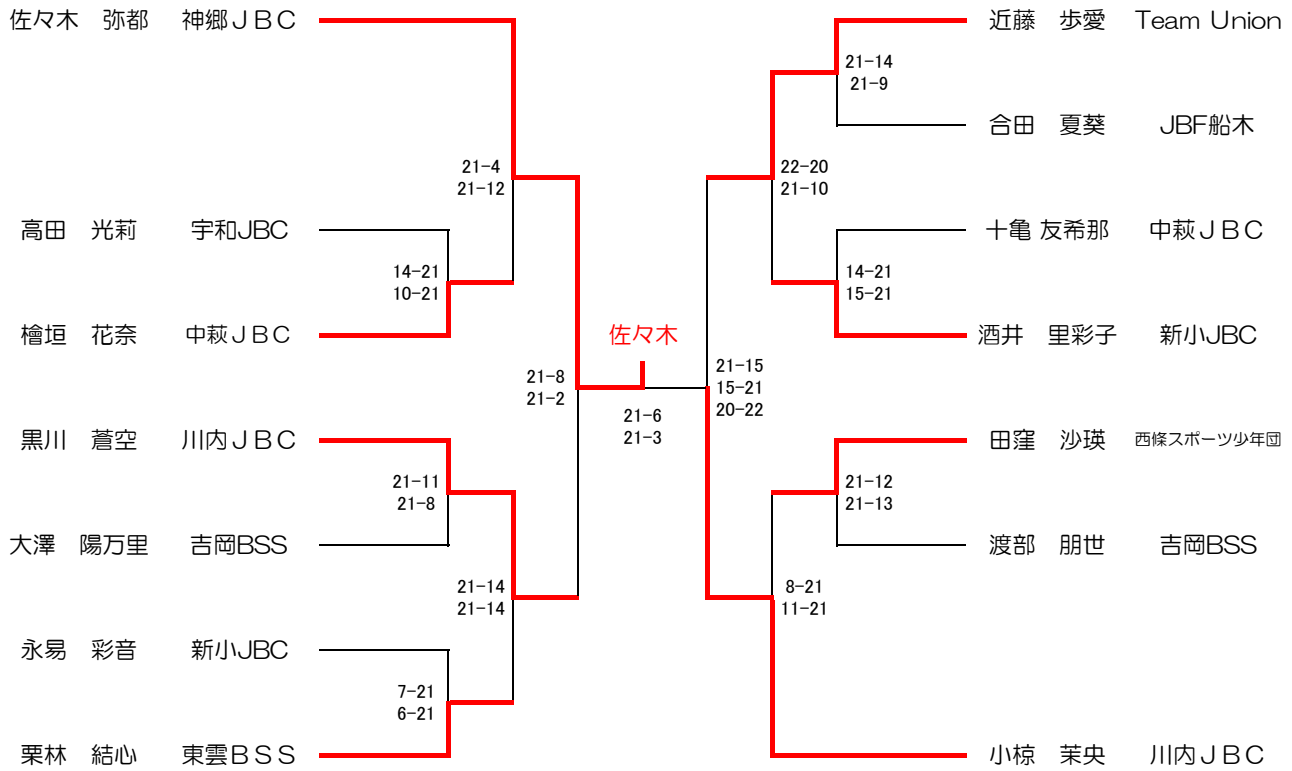 佐々木 弥都 神郷ＪＢＣ
高田 光莉 宇和JBC
檜垣 花奈 中萩ＪＢＣ
黒川 蒼空 川内ＪＢＣ
大澤 陽万里 吉岡BSS
永易 彩音 新小JBC
栗林 結心 東雲ＢＳＳ
21-4
21-12
14-21
10-21
21-8
21-2
21-11
21-8
21-14
21-14
7-21
6-21
佐々木
21-6
21-3
21-14
21-9
22-20
21-10
14-21
15-21
21-15
15-21
20-22
21-12
21-13
8-21
11-21
近藤 歩愛 Team Union
合田 夏葵 JBF船木
十亀 友希那 中萩ＪＢＣ
酒井 里彩子 新小JBC
田窪 沙瑛 西條スポーツ少年団
渡部 朋世 吉岡BSS
小椋 茉央 川内ＪＢＣ